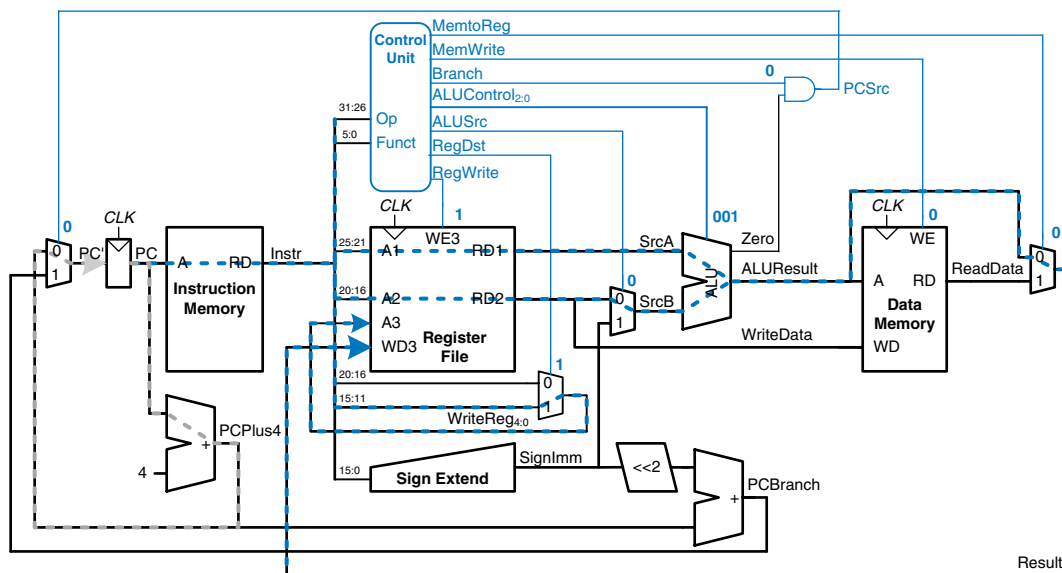 MemtoReg
Control Unit
MemWrite
Branch
0
PCSrc
ALUControl2:0
31:26
Op
ALUSrc
5:0
Funct
RegDst
RegWrite
CLK
0
CLK
1
001
CLK
0
0
0
PC'
PC
A
RD
Instr
25:21
A1
WE3
RD1
SrcA
Zero
WE
0
1
Instruction Memory
20:16
A2
RD2
0
0
SrcB
ALU
ALUResult
A
RD
ReadData
1
A3
1
Data Memory
WD3
Register File
WriteData
WD
20:16
0
1
15:11
1
WriteReg4:0
PCPlus4
+
4
15:0
Sign Extend
SignImm
<<2
PCBranch
+
Result